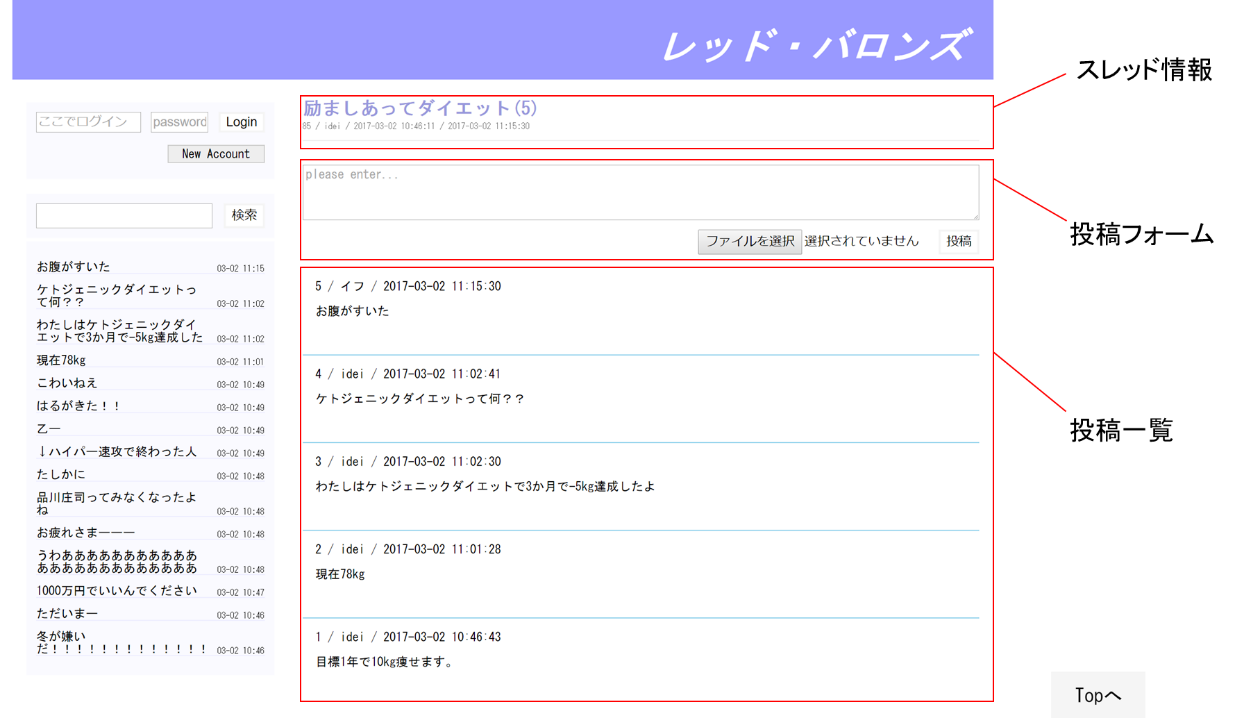 レッド・バロンズ
スレッド情報
ここでログイン password Login
New Account
検索
お腹がすいた 03-02 11:15
ケトジェニックダイエットっ
て何？？ 03-02 11:02
わたしはケトジェニックダイ
エットで3か月で-5kg達成した 03-02 11:02
現在78kg 03-02 11:01
こわいねえ 03-02 10:49
はるがきた！！ 03-02 10:49
乙ー 03-02 10:49
↓ハイパー速攻で終わった人 03-02 10:49
たしかに 03-02 10:48
品川庄司ってみなくなったよ
ね 03-02 10:48
お疲れさまーーー 03-02 10:48
うわあああああああああああ
あああああああああああああ 03-02 10:48
1000万円でいいんでください 03-02 10:47
ただいまー 03-02 10:46
冬が嫌い
だ！！！！！！！！！！！！！ 03-02 10:46
励ましあってダイエット(5)
85 / idei / 2017-03-02 10:46:11 / 2017-03-02 11:15:30
please enter...
ファイルを選択 選択されていません 投稿
投稿フォーム
5 / イフ / 2017-03-02 11:15:30
お腹がすいた
4 / idei / 2017-03-02 11:02:41
ケトジェニックダイエットって何？？
投稿一覧
3 / idei / 2017-03-02 11:02:30
わたしはケトジェニックダイエットで3か月で-5kg達成したよ
2 / idei / 2017-03-02 11:01:28
現在78kg
1 / idei / 2017-03-02 10:46:43
目標1年で10kg痩せます。
Topへ